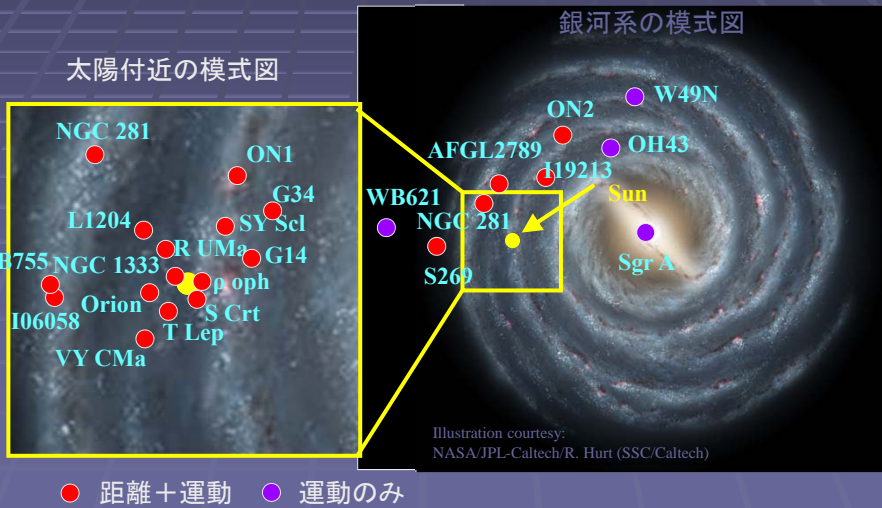 銀河系の模式図
太陽付近の模式図
NGC 281
ON1
G34
L1204
SY Scl
R UMa
G14
B755
NGC 1333
ρ oph
Orion
S Crt
I06058
T Lep
VY CMa
W49N
ON2
OH43
AFGL2789
I19213
WB621
Sun
NGC 281
Sgr A
S269
Illustration courtesy:
NASA/JPL-Caltech/R. Hurt (SSC/Caltech)
距離+運動 運動のみ